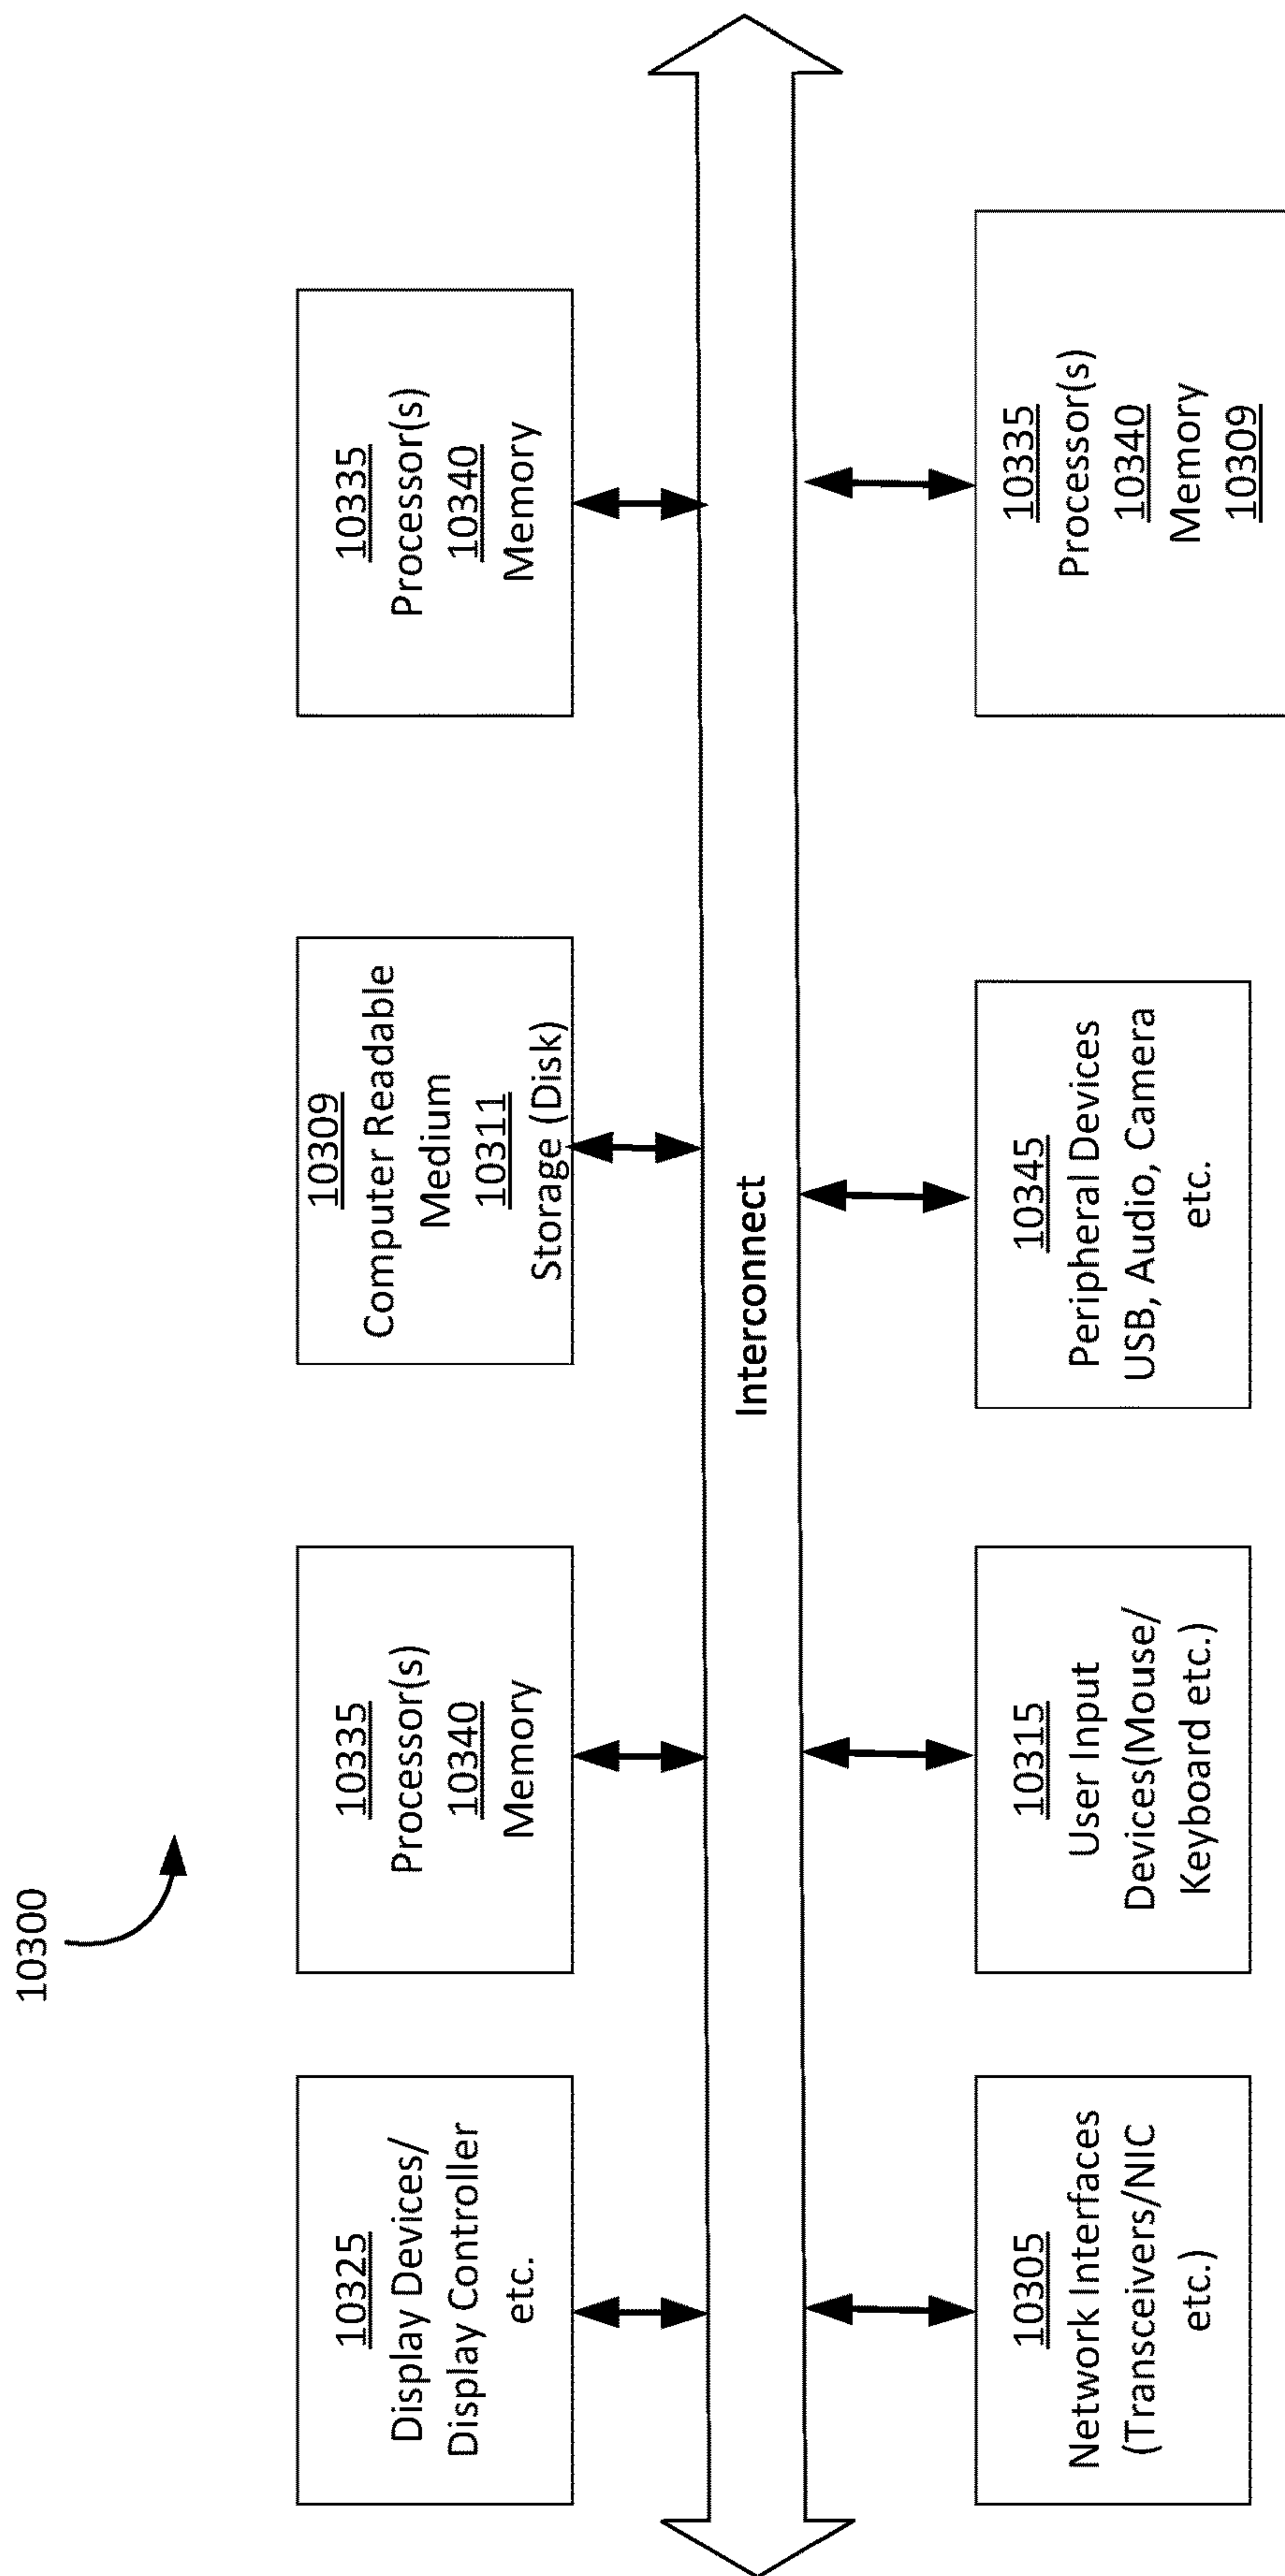 10300
10325
Display Devices/
Display Controller
etc.
10335
Processor(s)
10340
Memory
10309
Computer Readable
Medium
10311
Storage (Disk)
10335
Processor(s)
10340
Memory
Interconnect
10305
Network Interfaces
(Transceivers/NIC
etc.)
10315
User Input
Devices(Mouse/
Keyboard etc.)
10345
Peripheral Devices
USB, Audio, Camera
etc.
10335
Processor(s)
10340
Memory
10309